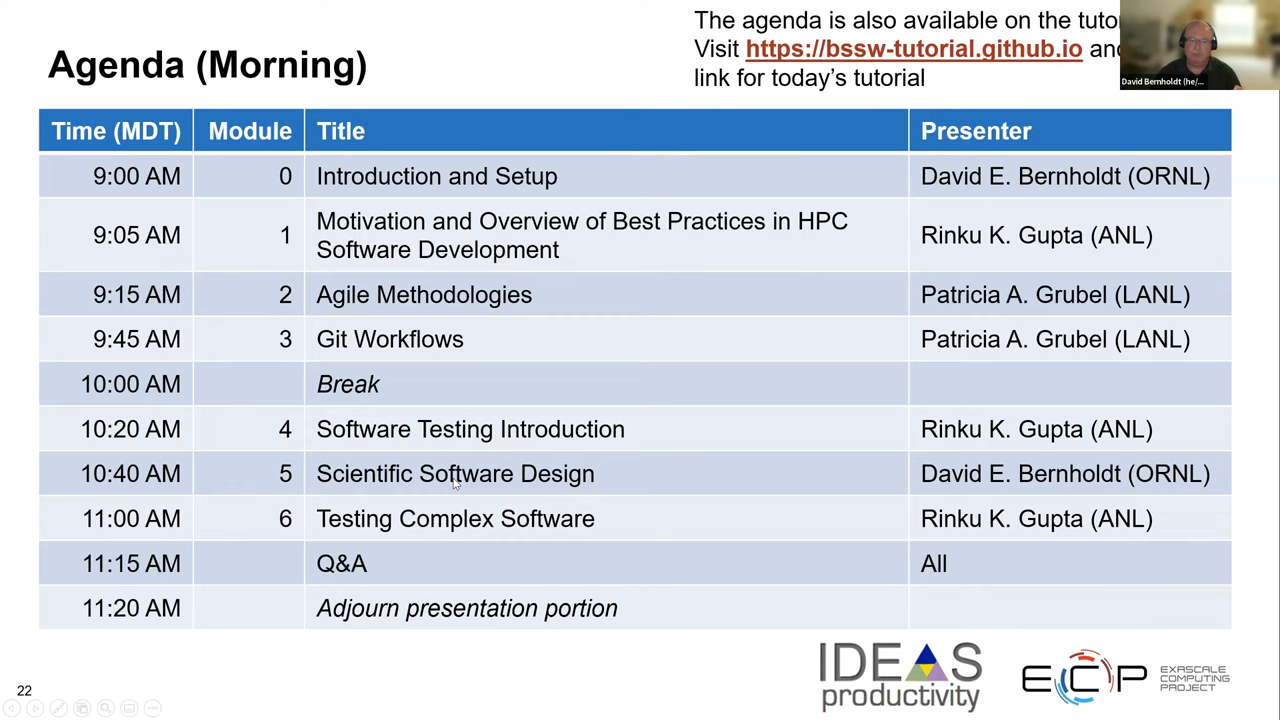 Agenda (Morning)
The agenda is also available on the
Visit https://bssw-tutorial.github.io and
link for today's tutorial
David Bernholdt (he/...
Time (MDT) Module Title Presenter
9:00 AM 0 Introduction and Setup David E. Bernholdt (ORNL)
9:05 AM 1 Motivation and Overview of Best Practices in HPC
Software Development Rinku K. Gupta (ANL)
9:15 AM 2 Agile Methodologies Patricia A. Grubel (LANL)
9:45 AM 3 Git Workflows Patricia A. Grubel (LANL)
10:00 AM Break
10:20 AM 4 Software Testing Introduction Rinku K. Gupta (ANL)
10:40 AM 5 Scientific Software Design David E. Bernholdt (ORNL)
11:00 AM 6 Testing Complex Software Rinku K. Gupta (ANL)
11:15 AM Q&A All
11:20 AM Adjourn presentation portion
IDEAS
productivity
ECP
EXASCALE
COMPUTING
PROJECT
22